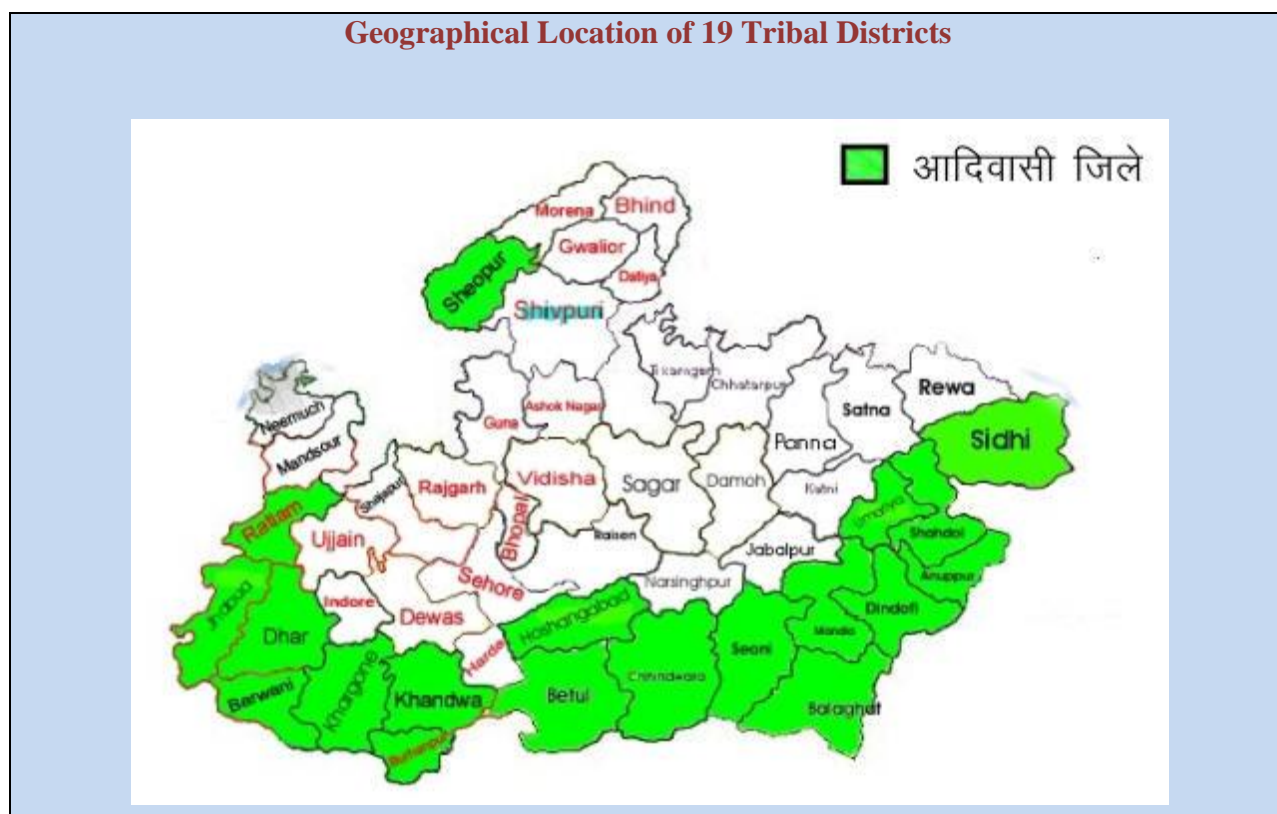 Geographical Location of 19 Tribal Districts
आदिवासी जिले
Morena
Bhind
Gwalior
Datiya
Sheopur
Shivpuri
Tikamgarh
Chhatarpur
Rewa
Satna
Neemuch
Guna
Ashok Nagar
Panna
Sidhi
Mandsour
Shajapur
Rajgarh
Vidisha
Sagar
Damoh
Katni
Umariya
Ratlam
Ujjain
Bhopal
Raisen
Jabalpur
Shahdol
Sehore
Narsinghpur
Anuppur
Dhar
Indore
Dewas
Hoshangabad
Dindori
Mandla
Harda
Seoni
Barwani
Khargone
Khandwa
Betul
Chhindwara
Balaghat
Burhanpur